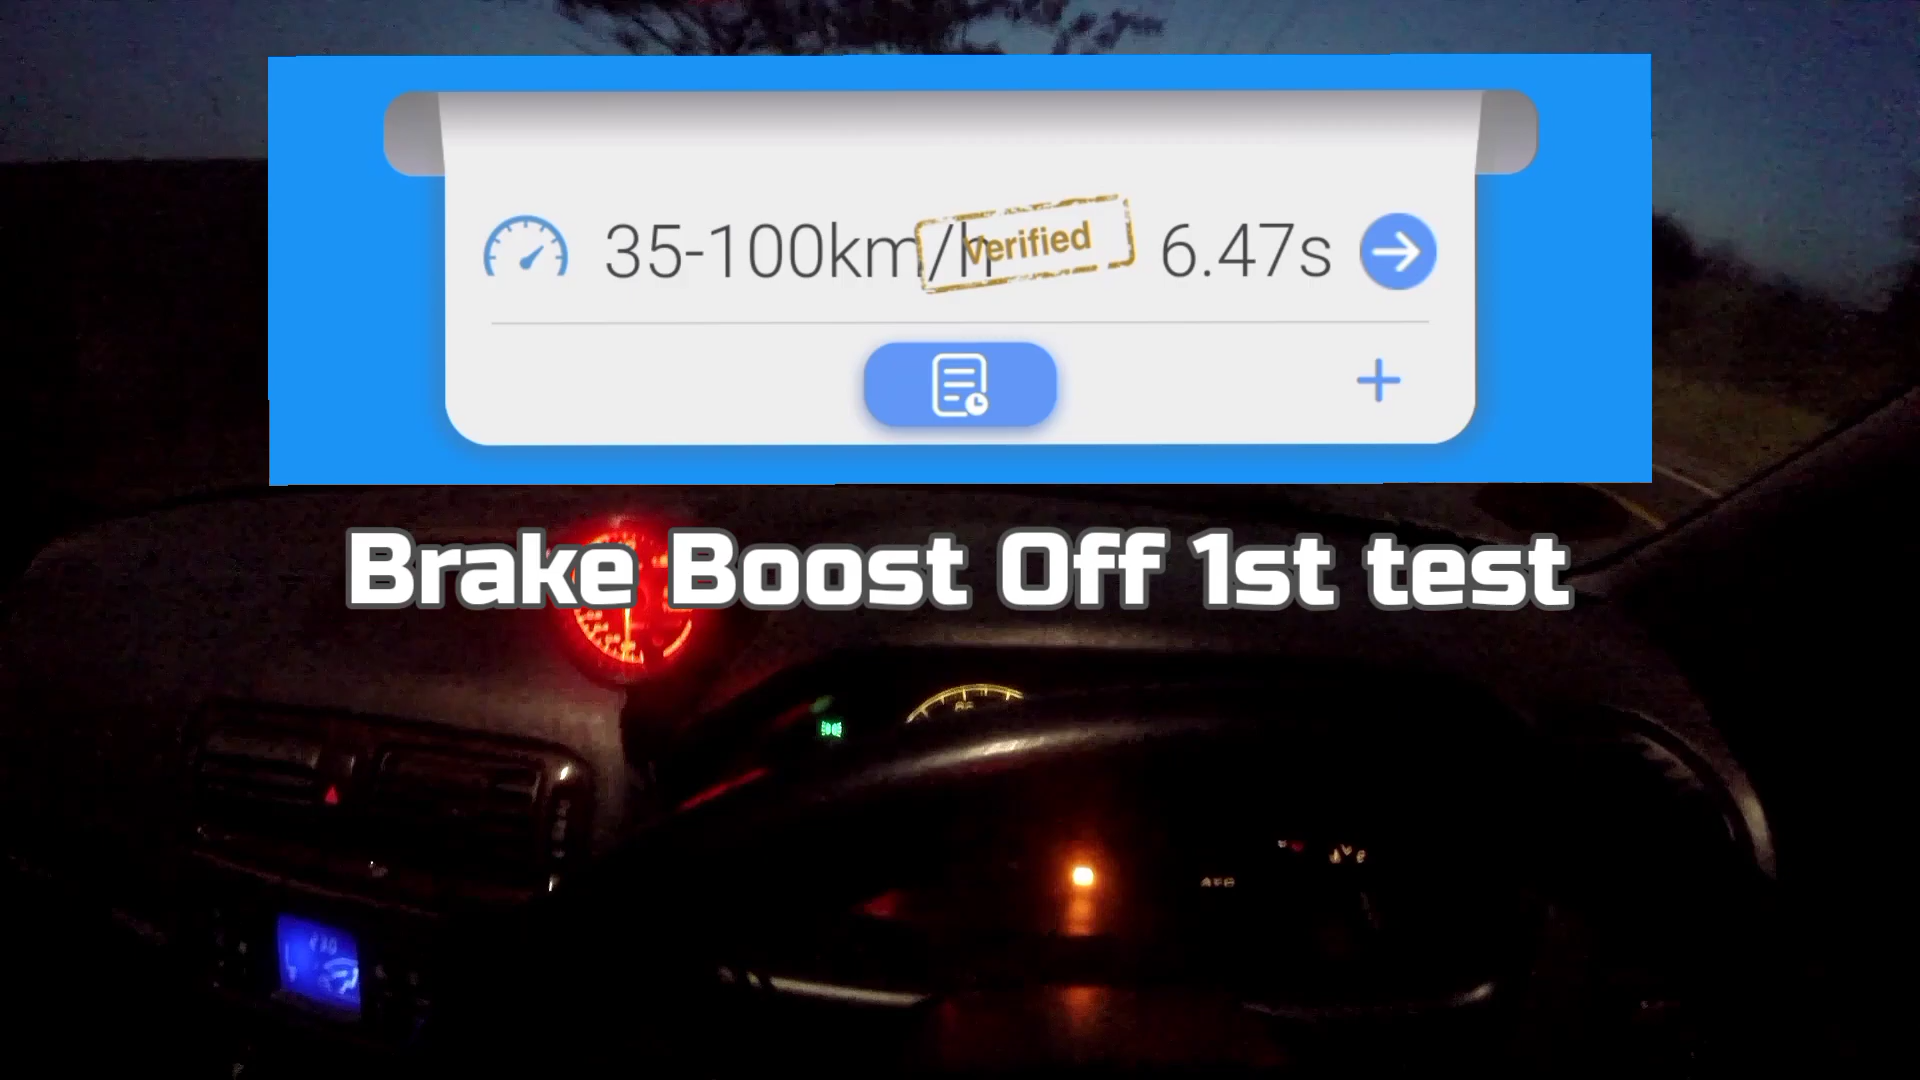 35-100km/h Verified 6.47s
Brake Boost Off 1st test